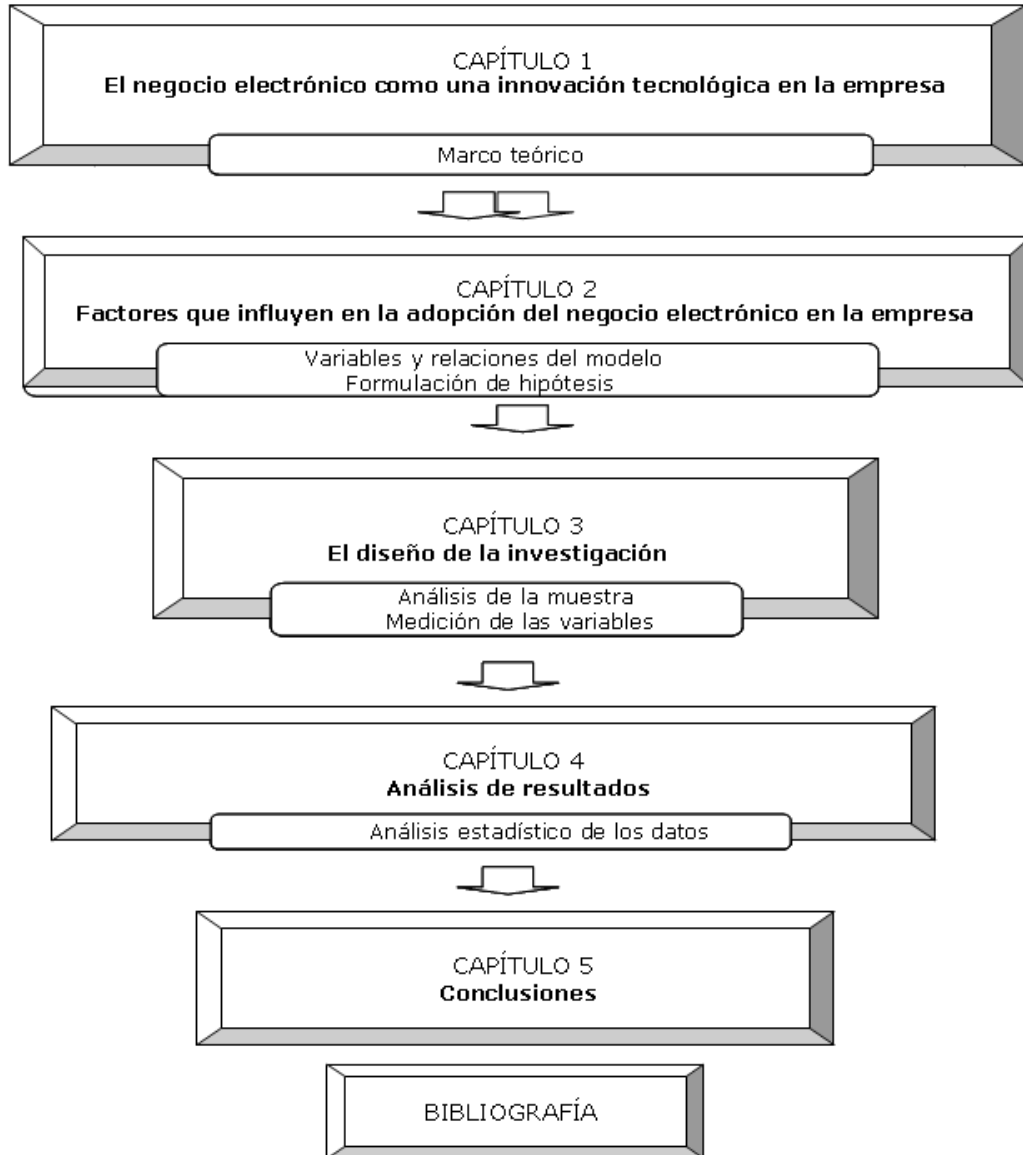 CAPÍTULO 1
El negocio electrónico como una innovación tecnológica en la empresa
Marco teórico
CAPÍTULO 2
Factores que influyen en la adopción del negocio electrónico en la empresa
Variables y relaciones del modelo
Formulación de hipótesis
CAPÍTULO 3
El diseño de la investigación
Análisis de la muestra
Medición de las variables
CAPÍTULO 4
Análisis de resultados
Análisis estadístico de los datos
CAPÍTULO 5
Conclusiones
BIBLIOGRAFÍA